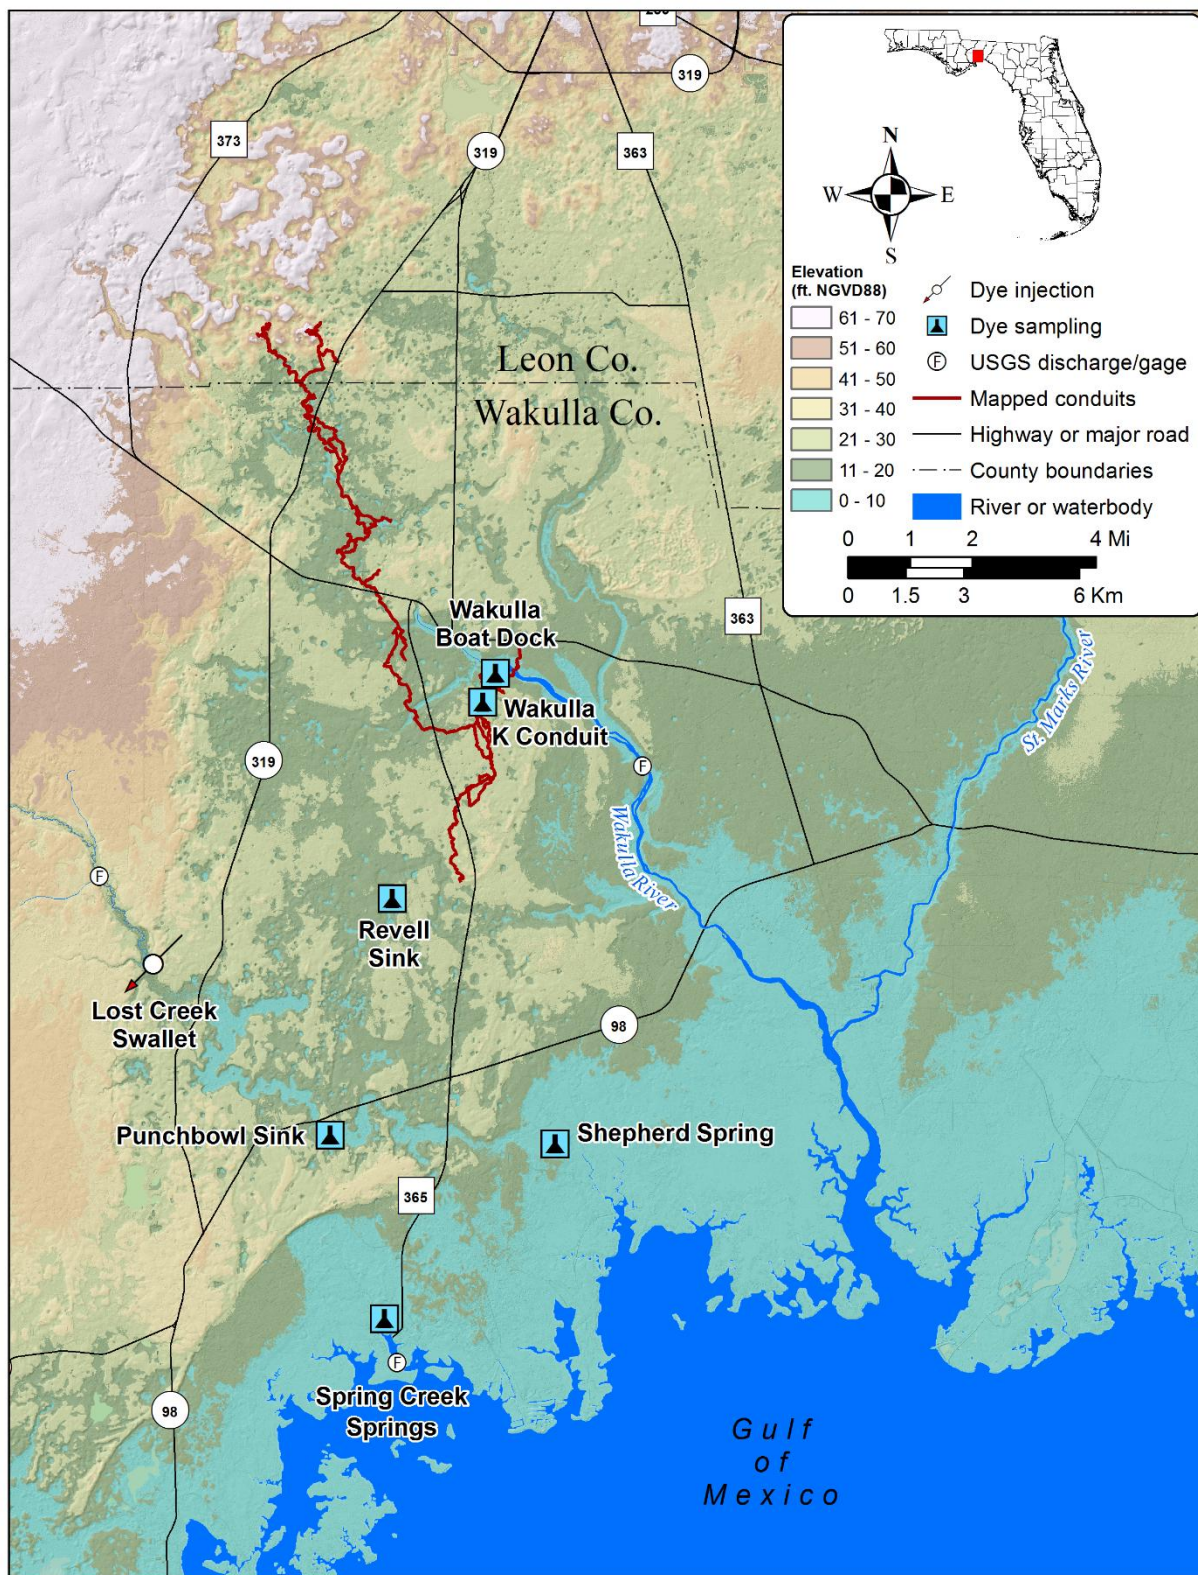 319
373
319
363
N
W
E
S
Elevation
(ft. NGVD88)
61 - 70
51 - 60
41 - 50
31 - 40
21 - 30
11 - 20
0 - 10
Dye injection
Dye sampling
F
USGS discharge/gage
Mapped conduits
Highway or major road
County boundaries
River or waterbody
0 1 2 4 Mi
0 1.5 3 6 Km
Leon Co.
Wakulla Co.
Wakulla
Boat Dock
363
St. Marks River
Wakulla
K Conduit
319
F
Wakulla River
F
Revell
Sink
Lost Creek
Swallet
98
Punchbowl Sink
Shepherd Spring
365
F
Spring Creek
Springs
98
Gulf
of
Mexico